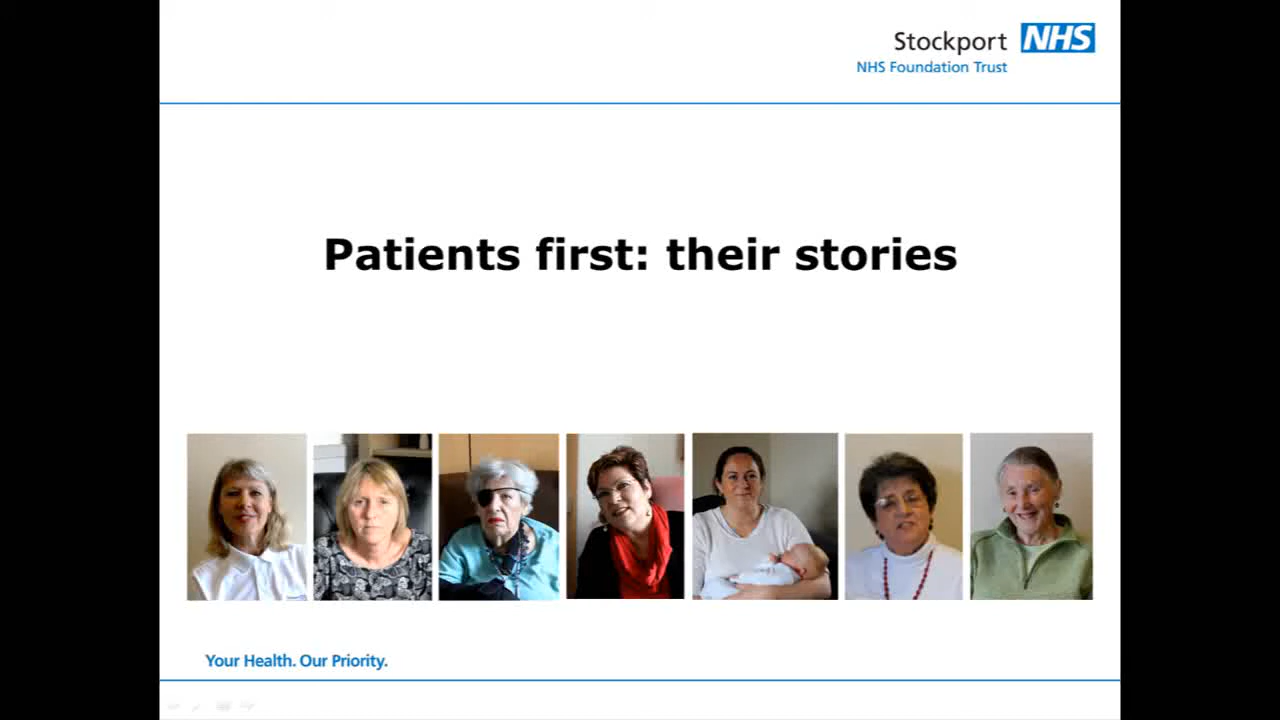 Stockport NHS
NHS Foundation Trust
Patients first: their stories
Your Health. Our Priority.